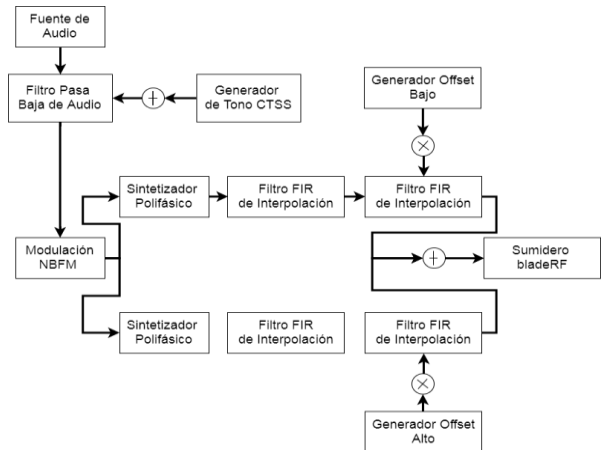 Fuente de
Audio
Filtro Pasa
Baja de Audio
+
Generador
de Tono CTSS
Generador Offset
Bajo
×
Sintetizador
Polifásico
Filtro FIR
de Interpolación
Filtro FIR
de Interpolación
Modulación
NBFM
+
Sumidero
bladeRF
Sintetizador
Polifásico
Filtro FIR
de Interpolación
Filtro FIR
de Interpolación
×
Generador Offset
Alto